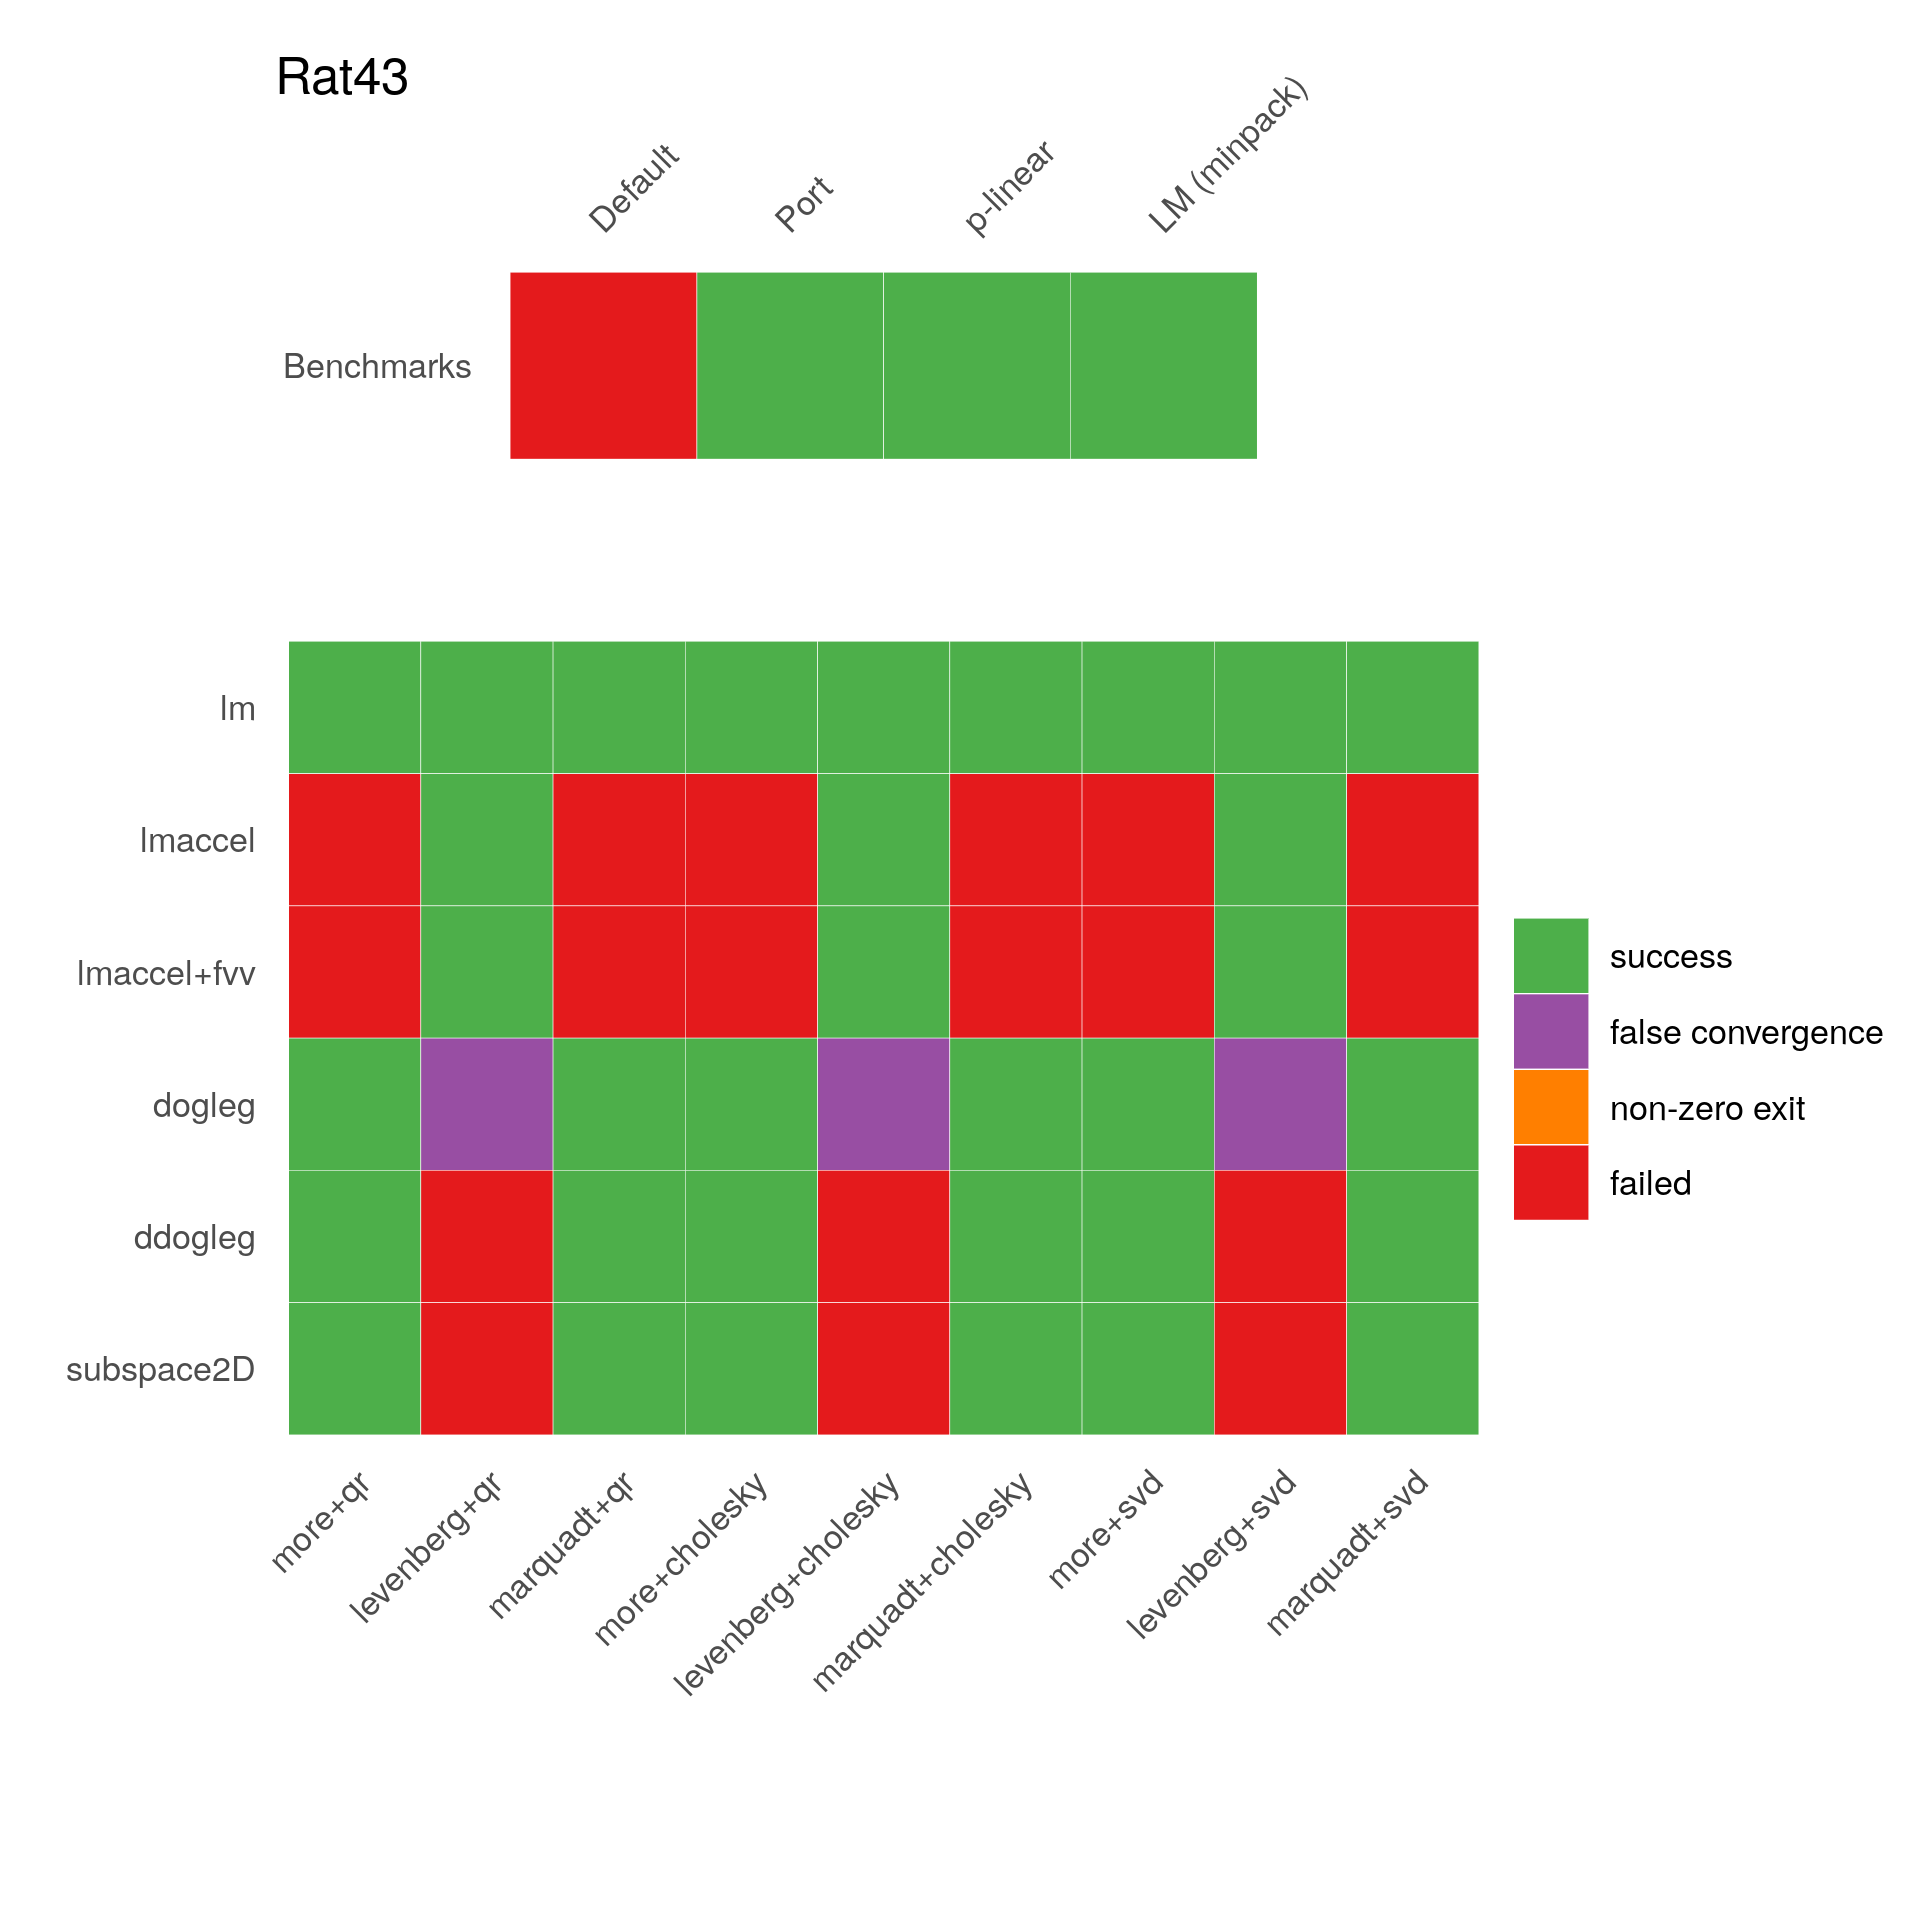 Rat43
Default
Port
p-linear
LM (minpack)
Benchmarks
lm
lmaccel
lmaccel+fvv
dogleg
ddogleg
subspace2D
more+qr
levenberg+qr
marquadt+qr
more+cholesky
levenberg+cholesky
marquadt+cholesky
more+svd
levenberg+svd
marquadt+svd
success
false convergence
non-zero exit
failed